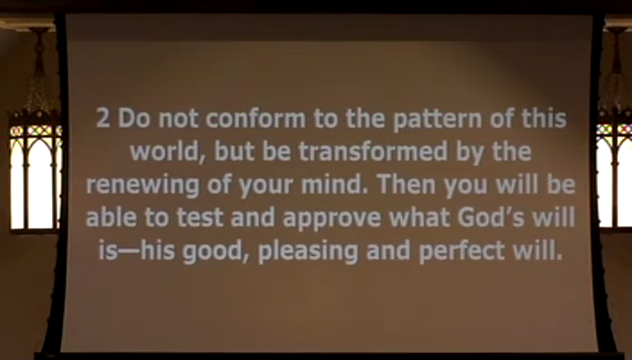 2 Do not conform to the pattern of this
world, but be transformed by the
renewing of your mind. Then you will be
able to test and approve what God's will
is—his good, pleasing and perfect will.